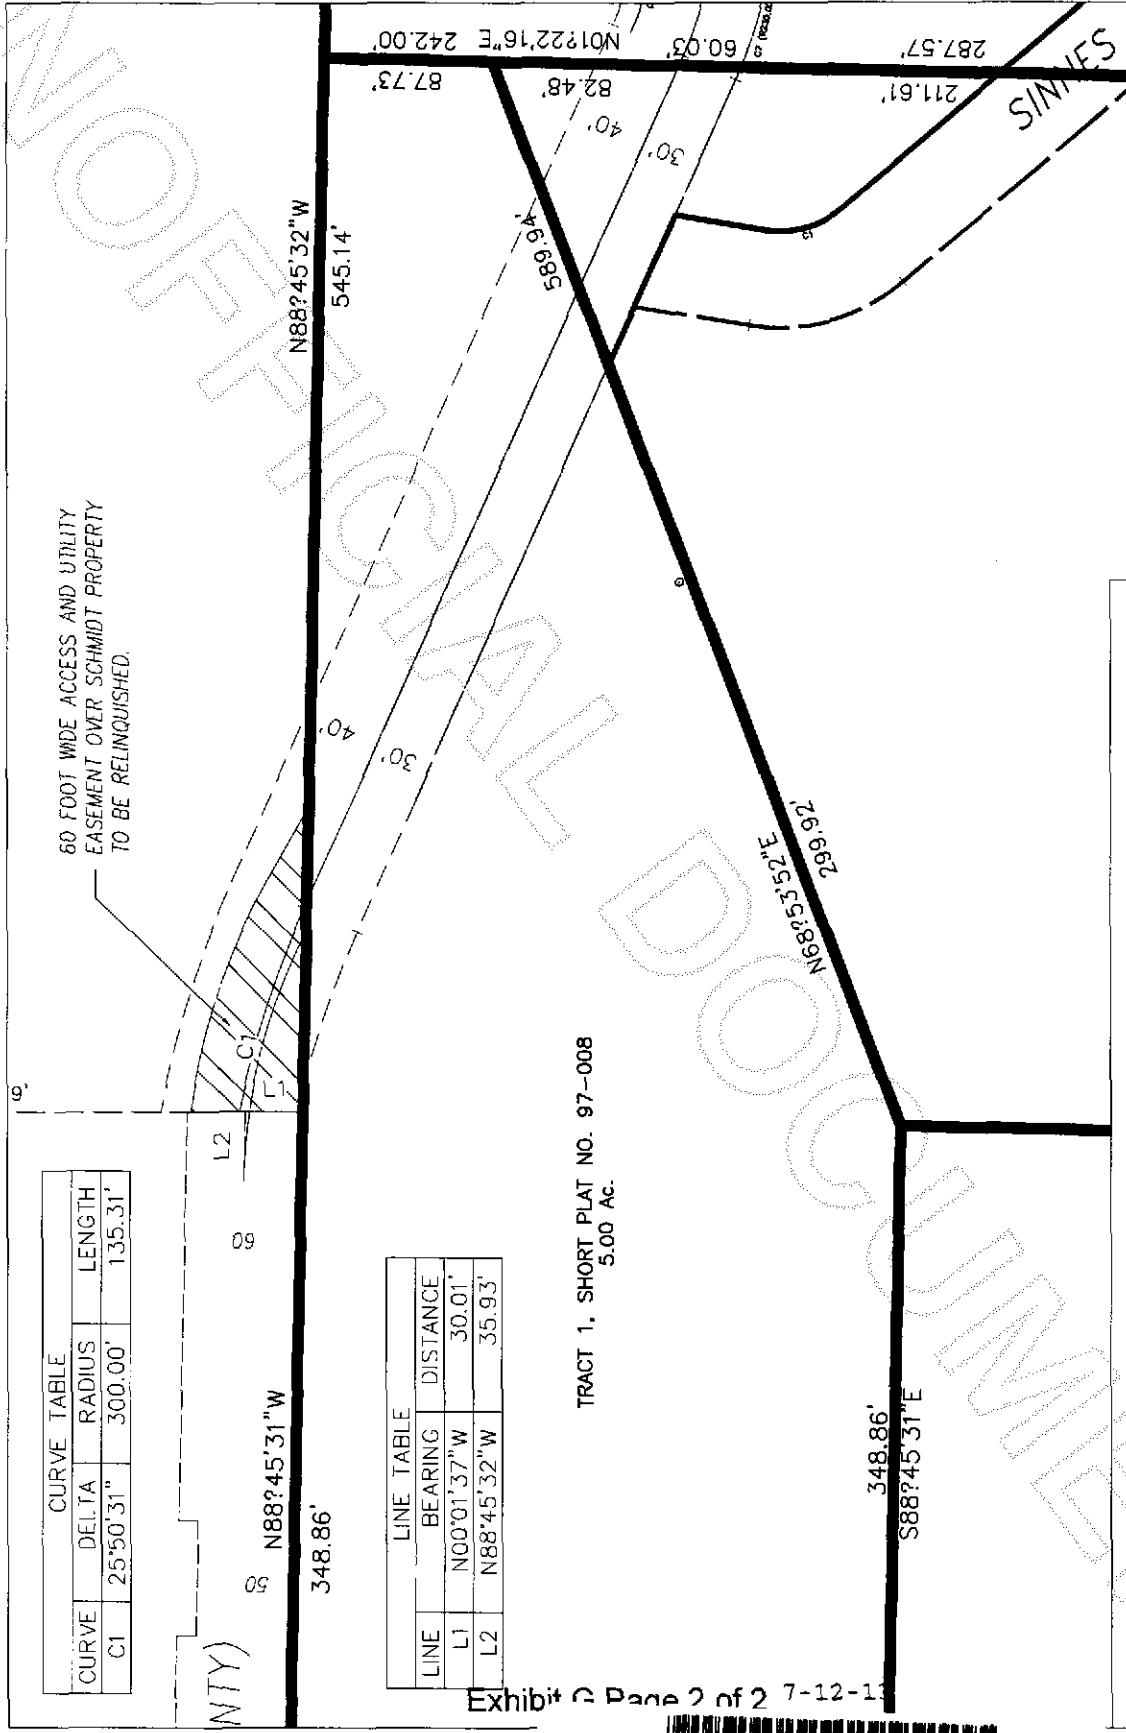 60 FOOT WIDE ACCESS AND UTILITY
EASEMENT OVER SCHMIDT PROPERTY
TO BE RELINQUISHED.
CURVE TABLE
CURVE DELTA RADIUS LENGTH
C1 25°50'31" 300.00' 135.31'
LINE TABLE
LINE BEARING DISTANCE
L1 N00°01'37"W 30.01'
L2 N88°45'32"W 35.93'
9'
L2
L1
C1
60
50
NTY)
N88?45'31"W
348.86'
N88?45'32"W
545.14'
N01?22'16"E 242.00'
87.73'
82.48'
60.03'
287.57'
211.61'
40'
30'
40'
30'
589.94'
N68?53'52"E
299.92'
SINNES
TRACT 1, SHORT PLAT NO. 97-008
5.00 Ac.
348.86'
S88?45'31"E
UNOFFICIAL DOCUME
Page 2 of 2 7-12-1